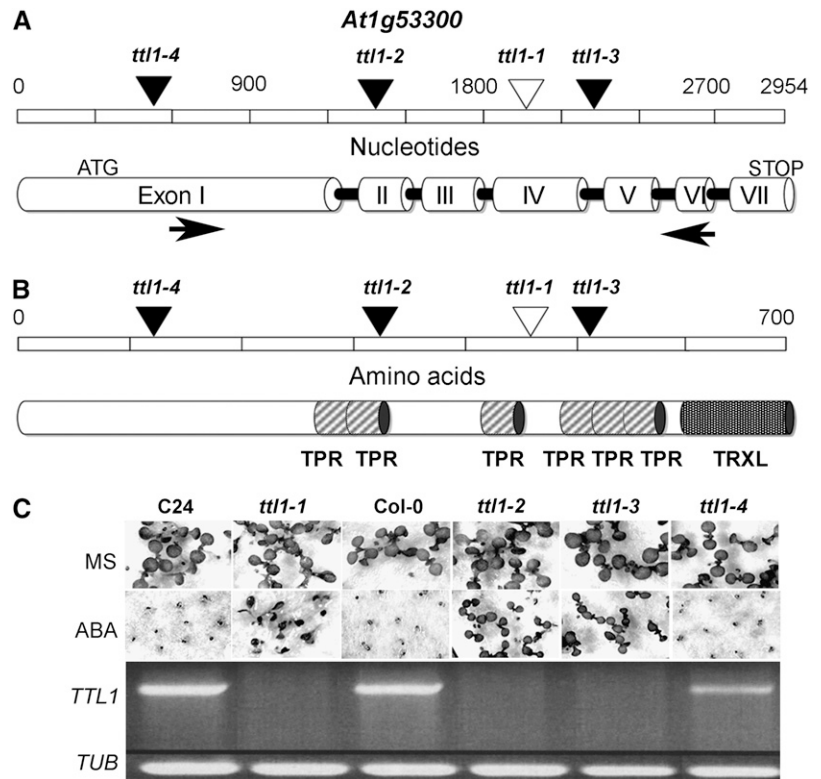 A
At1g53300
ttl1-4 ttl1-2 ttl1-1 ttl1-3
0 900 1800 2700 2954
Nucleotides
ATG STOP
Exon I II III IV V VI VII
B
ttl1-4 ttl1-2 ttl1-1 ttl1-3
0 700
Amino acids
TPR TPR TPR TPR TPR TPR TRXL
C
C24 ttl1-1 Col-0 ttl1-2 ttl1-3 ttl1-4
MS
ABA
TTL1
TUB